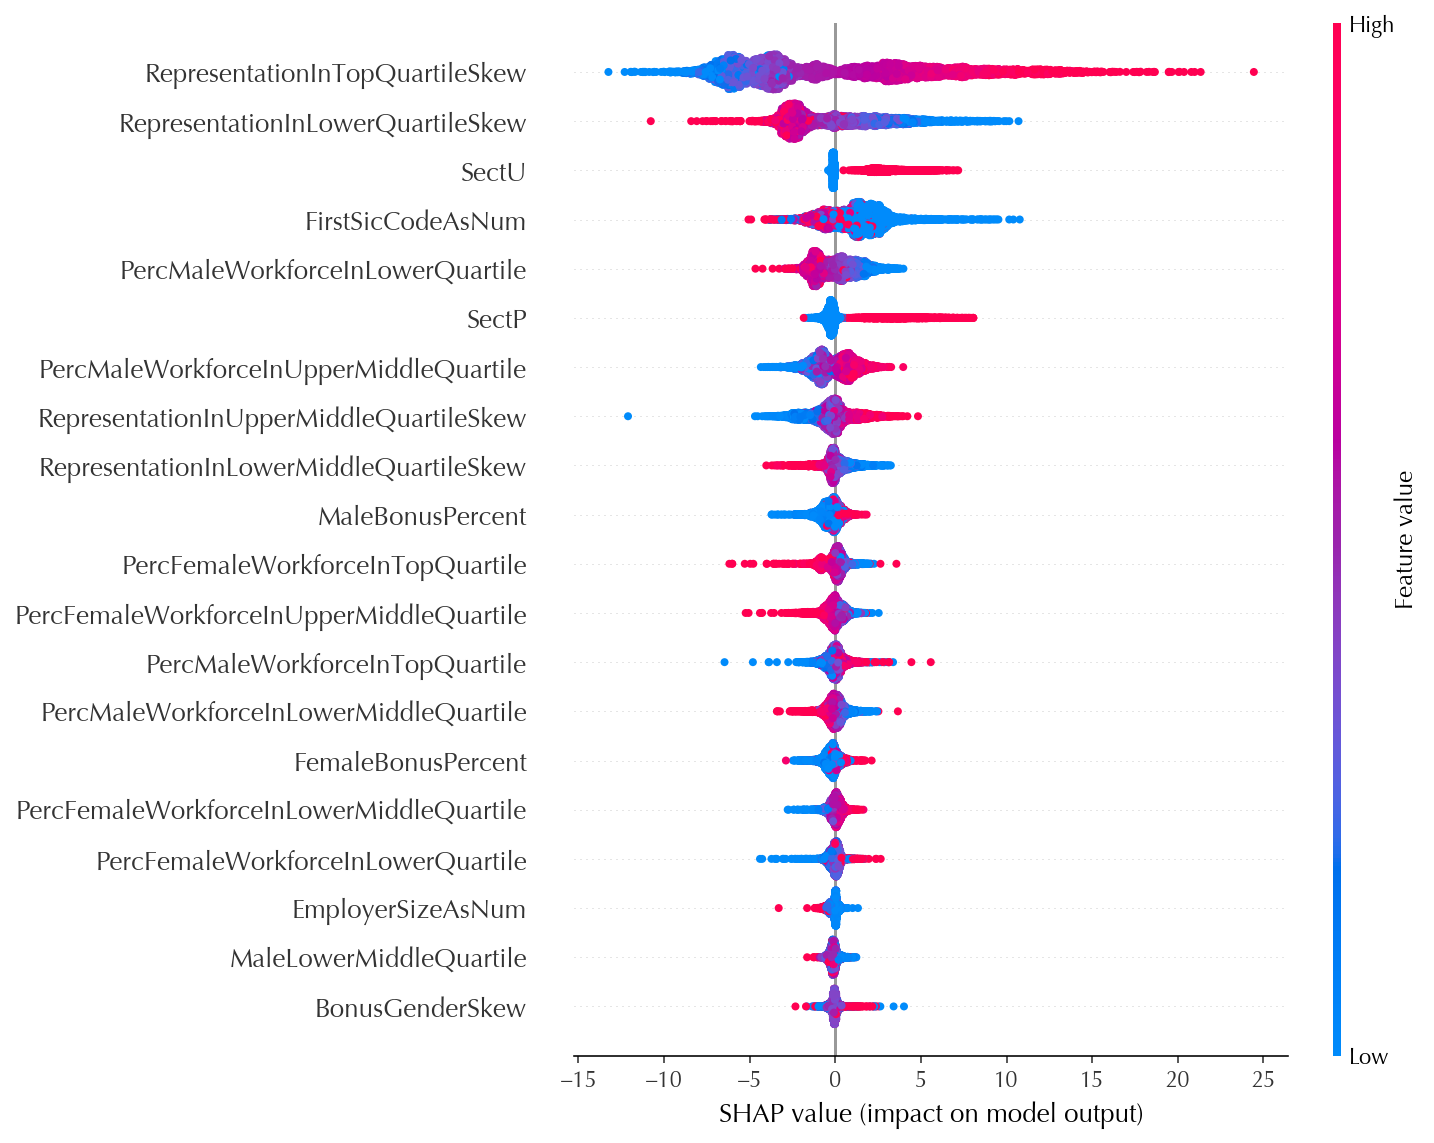 High
RepresentationInTopQuartileSkew
RepresentationInLowerQuartileSkew
SectU
FirstSicCodeAsNum
PercMaleWorkforceInLowerQuartile
SectP
PercMaleWorkforceInUpperMiddleQuartile
RepresentationInUpperMiddleQuartileSkew
RepresentationInLowerMiddleQuartileSkew
MaleBonusPercent
PercFemaleWorkforceInTopQuartile
PercFemaleWorkforceInUpperMiddleQuartile
PercMaleWorkforceInTopQuartile
PercMaleWorkforceInLowerMiddleQuartile
FemaleBonusPercent
PercFemaleWorkforceInLowerMiddleQuartile
PercFemaleWorkforceInLowerQuartile
EmployerSizeAsNum
MaleLowerMiddleQuartile
BonusGenderSkew
Feature value
Low
−15 −10 −5 0 5 10 15 20 25
SHAP value (impact on model output)